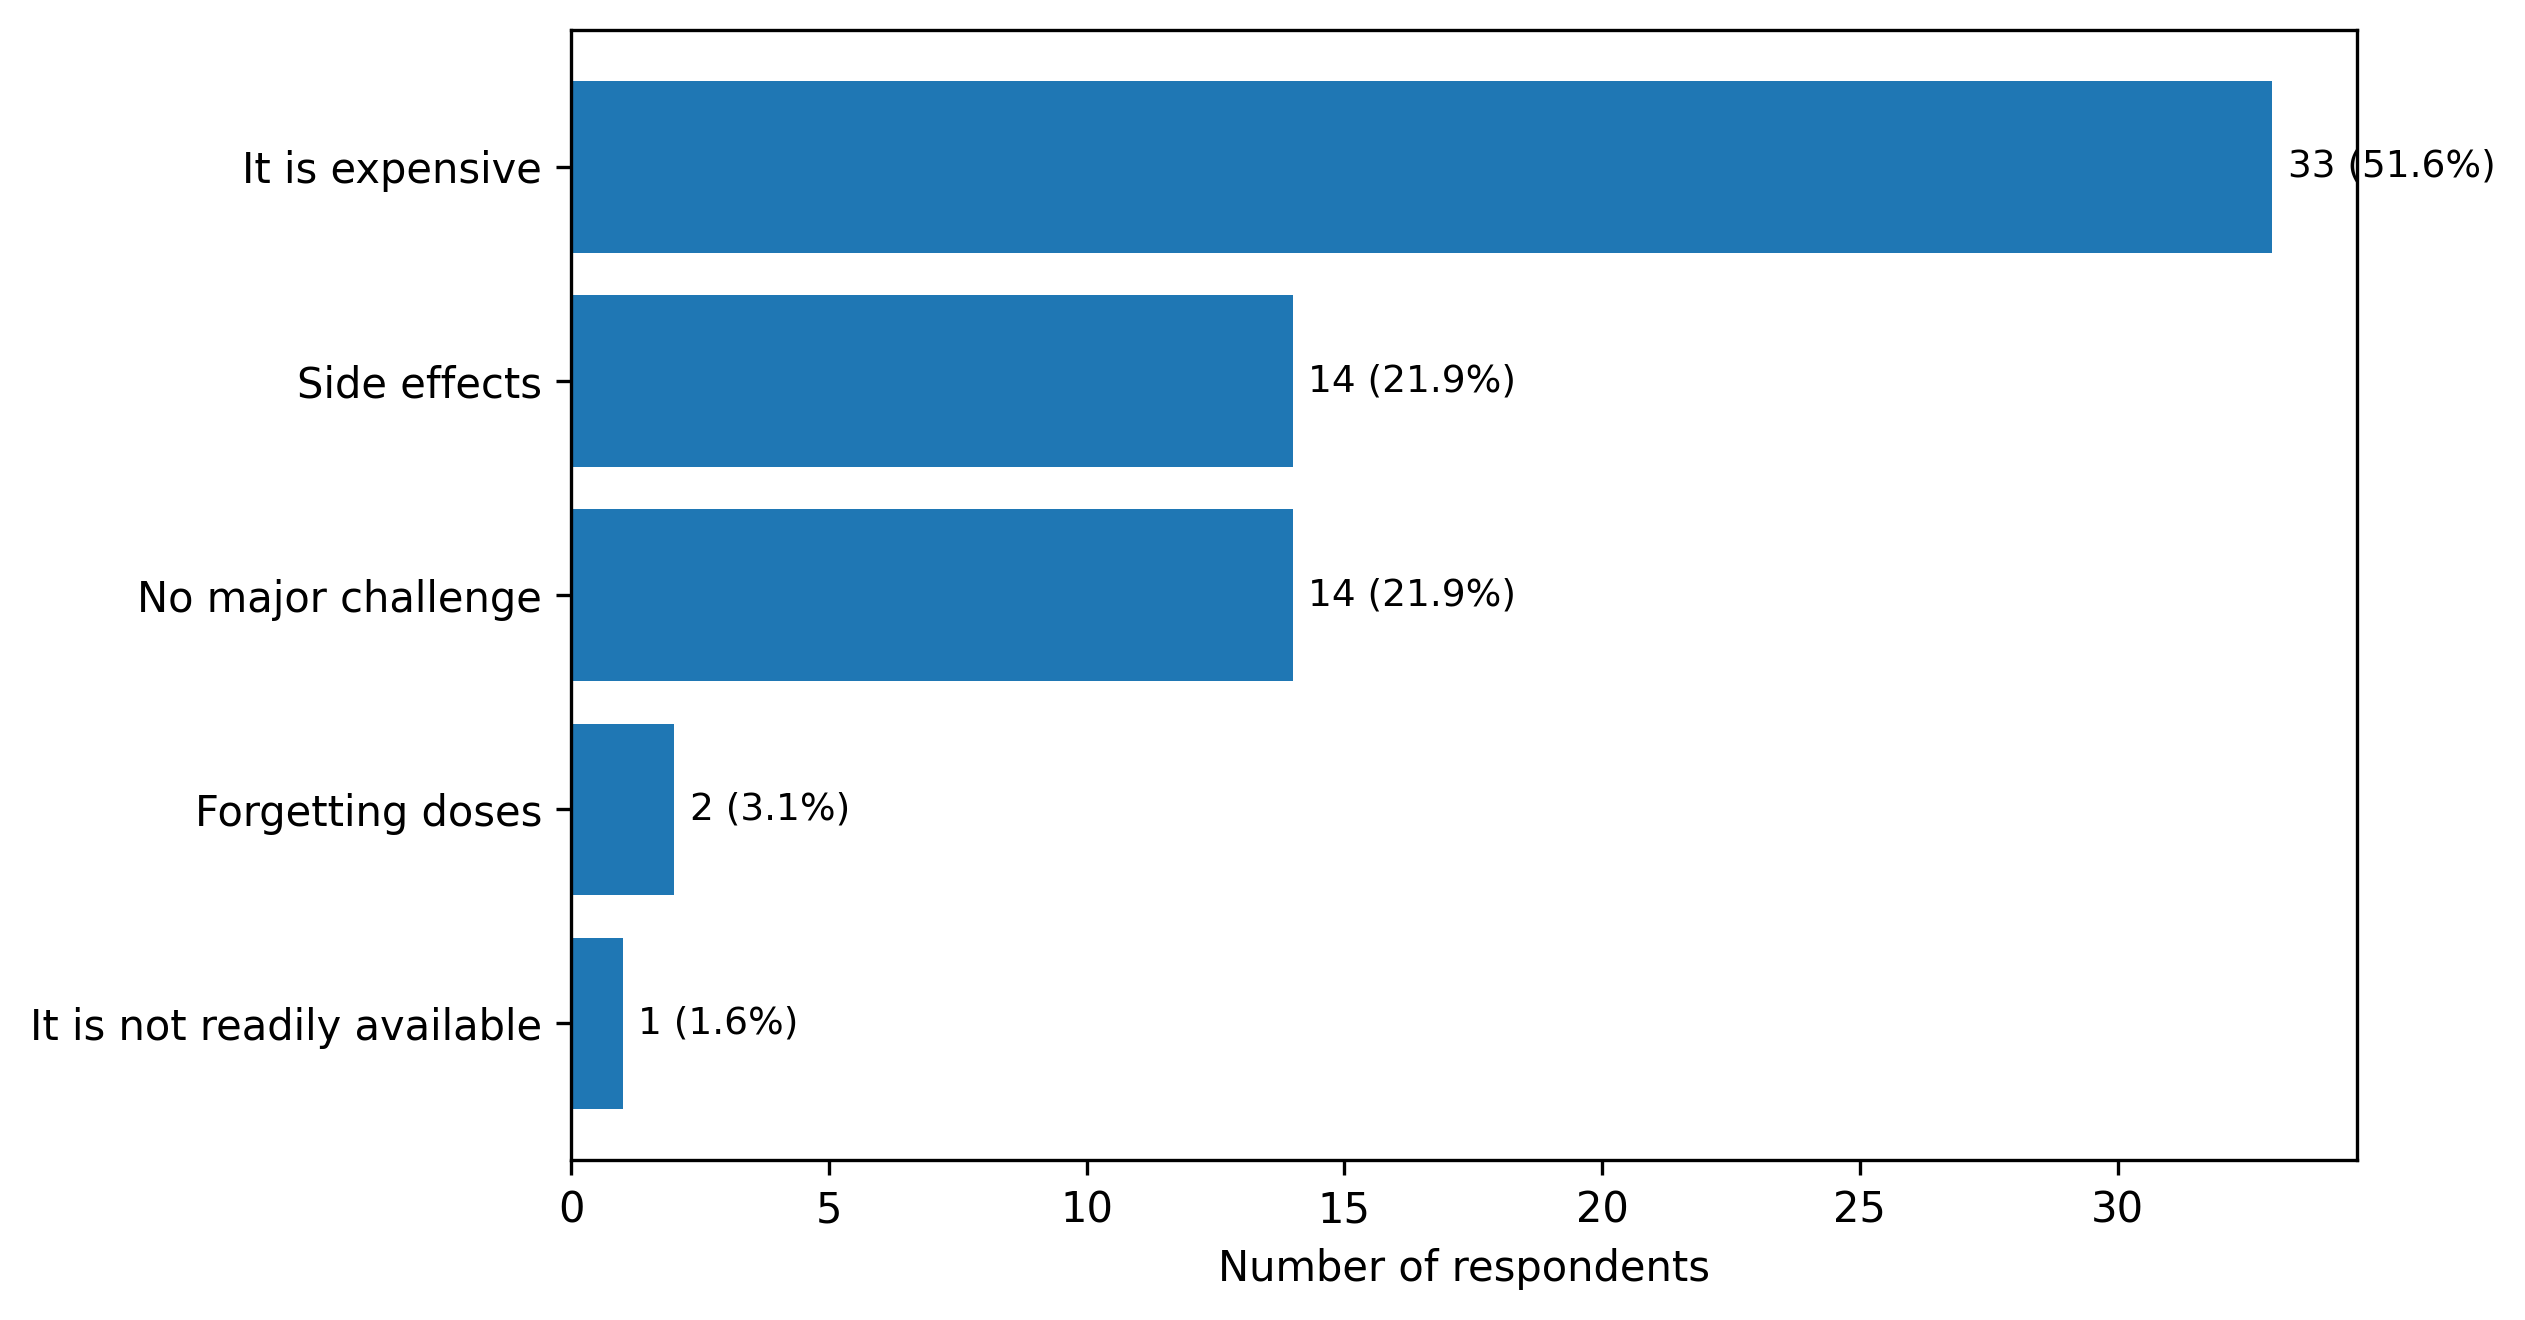 It is expensive
33 (51.6%)
Side effects
14 (21.9%)
No major challenge
14 (21.9%)
Forgetting doses
2 (3.1%)
It is not readily available
1 (1.6%)
0 5 10 15 20 25 30
Number of respondents